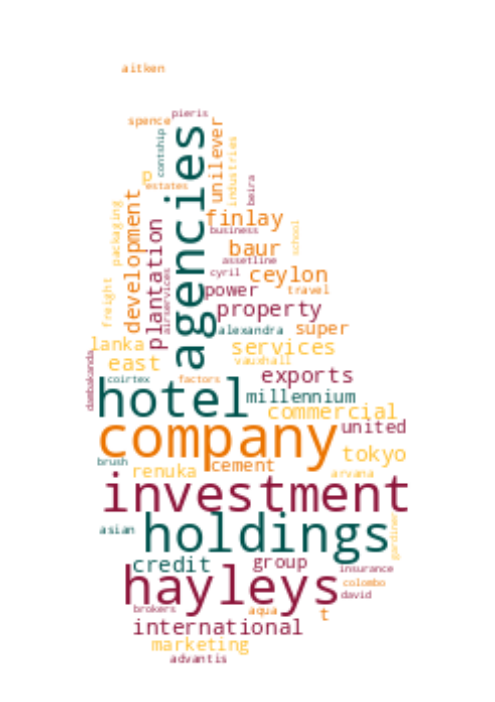 aitken
pieris
spence
contship
agencies
unilever
industries
p
estates
beira
packaging
development
plantation
airservices
finlay
business
school
baur
assetline
cyril
ceylon
freight
power
travel
property
alexandra
super
lanka
services
east
vauxhall
dambakanda
coirtex
factors
exports
hotel
millennium
commercial
company
united
brush
renuka
cement
tokyo
arvana
investment
asian
holdings
gardiner
credit
group
insurance
hayleys
colombo
david
brokers
aqua
t
international
marketing
advantis